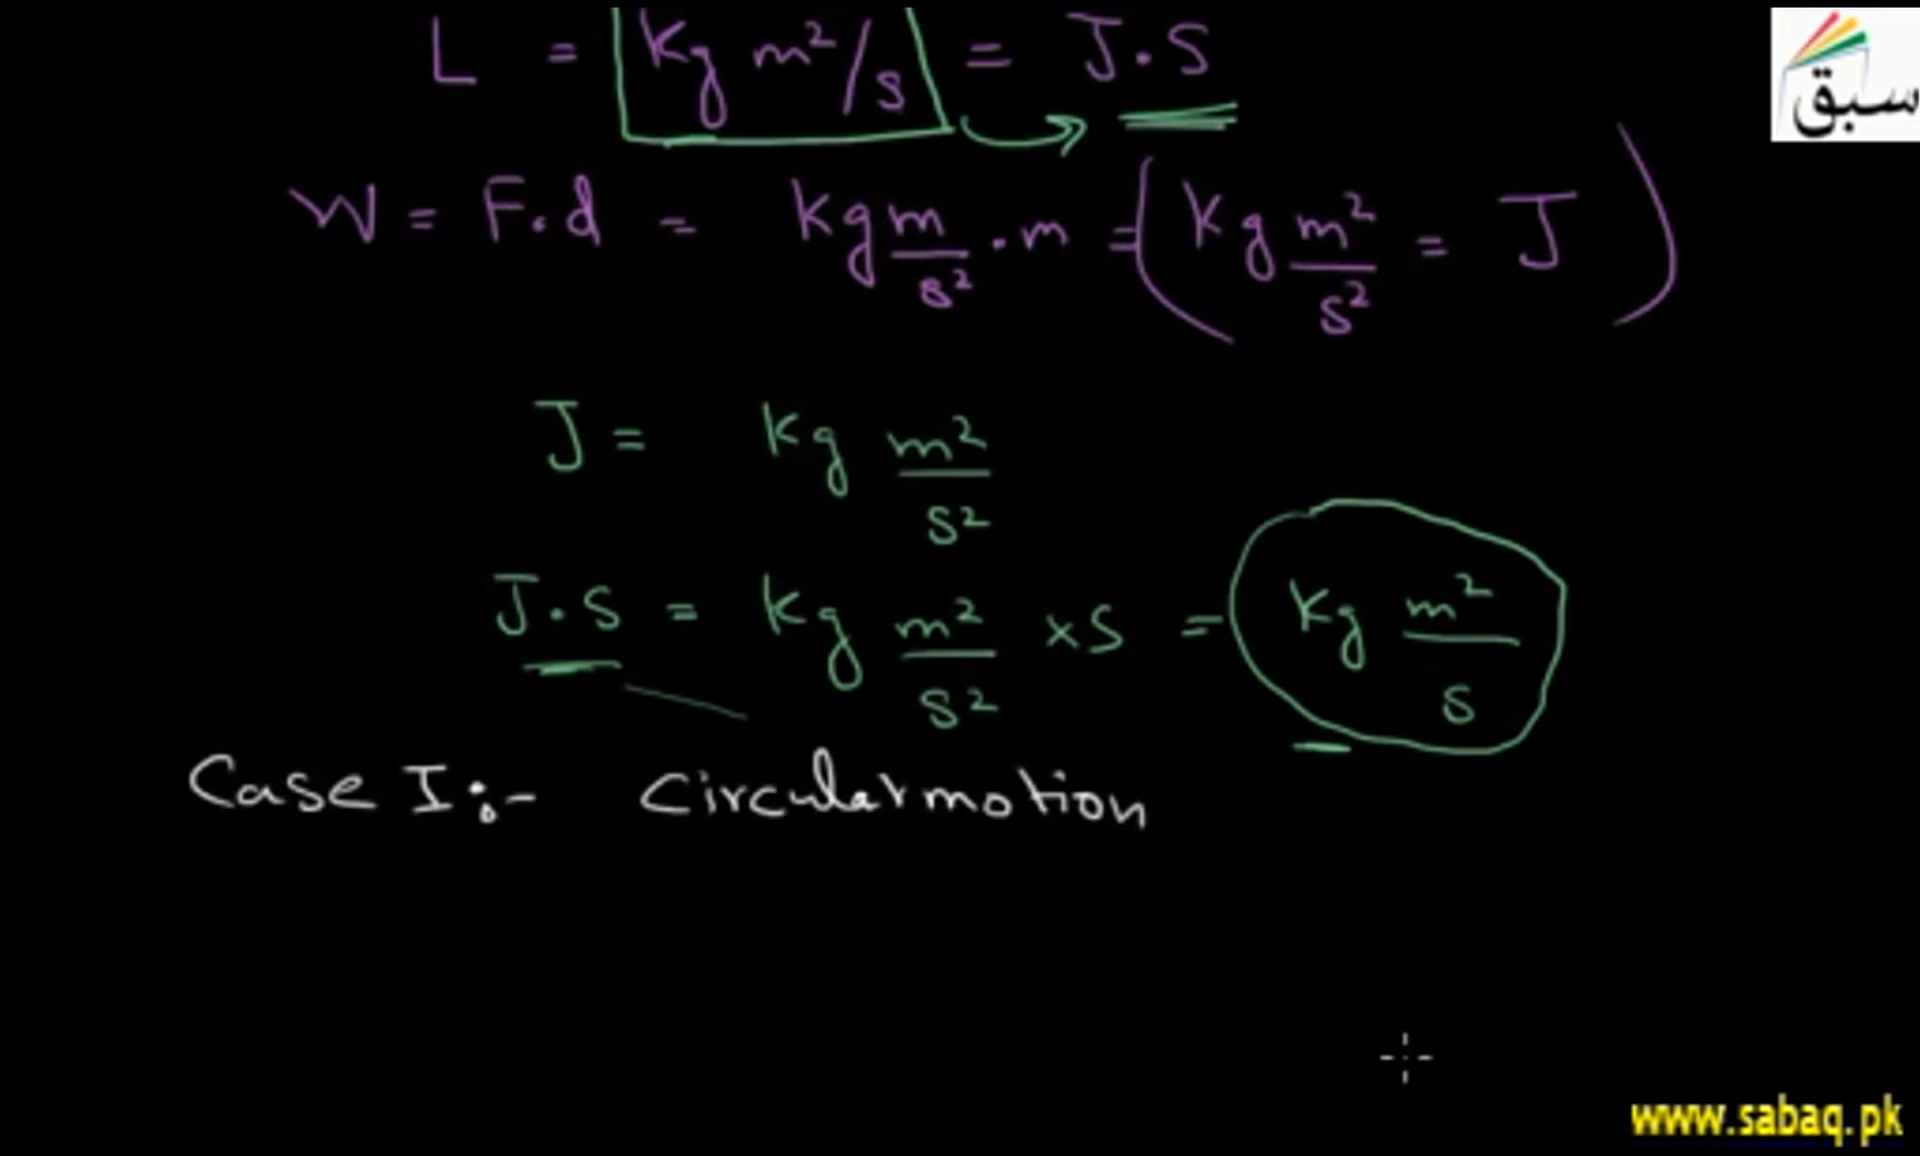 L = kg m²/s = J.S
سبق
W = F.d = kg m/s² . m = (kg m²/s² = J)
J = kg m²/s²
J.S = kg m²/s² x S = kg m²/s
Case I :- Circular motion
www.sabaq.pk